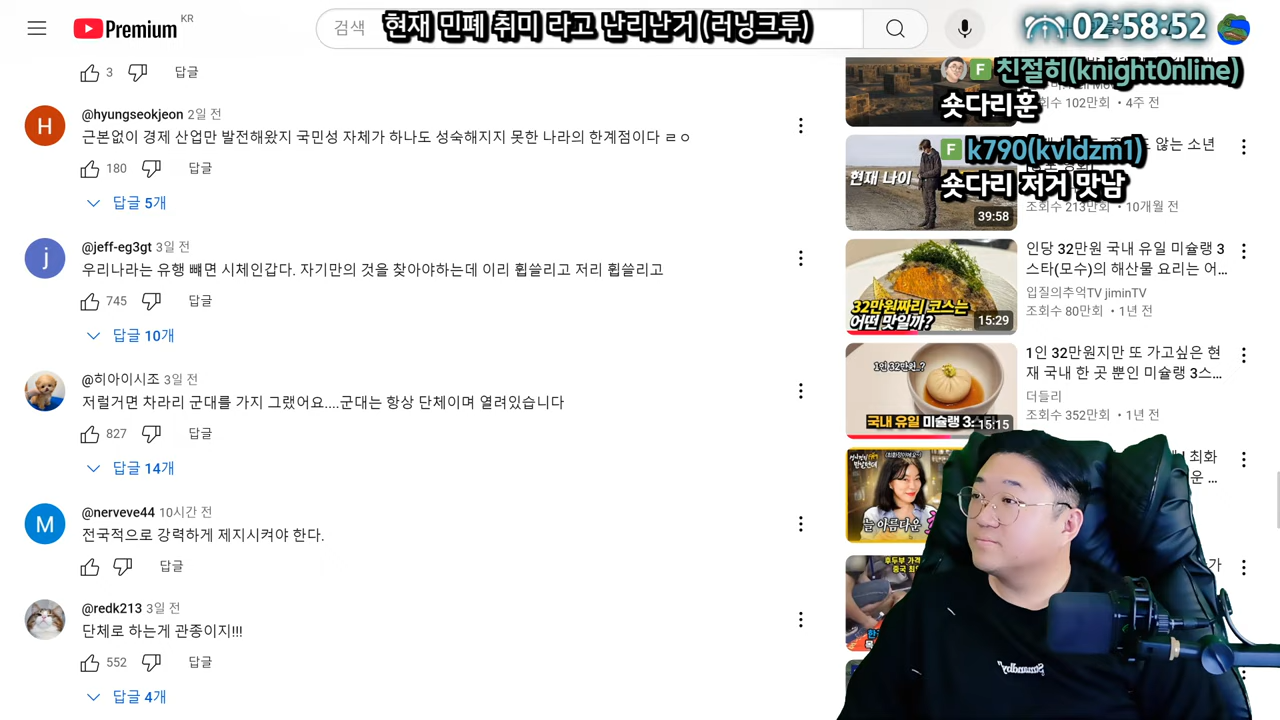 Premium
KR
검색
현재 민폐 취미 라고 난리난거 (러닝크루)
02:58:52
3
답글
@hyungseokjeon 2일 전
근본없이 경제 산업만 발전해왔지 국민성 자체가 하나도 성숙해지지 못한 나라의 한계점이다 ㄹㅇ
180
답글
답글 5개
@jeff-eg3gt 3일 전
우리나라는 유행 뺴면 시체인갑다. 자기만의 것을 찾아야하는데 이리 휩쓸리고 저리 휩쓸리고
745
답글
답글 10개
@히아이시조 3일 전
저럴거면 차라리 군대를 가지 그랬어요....군대는 항상 단체이며 열려있습니다
827
답글
답글 14개
@nerveve44 10시간 전
전국적으로 강력하게 제지시켜야 한다.
답글
@redk213 3일 전
단체로 하는게 관종이지!!!
552
답글
답글 4개
F 친절히(knight0nline)
숏다리훈
조회수 102만회 • 4주 전
F k790(kvldzm1)
숏다리 저거 맛남
않는 소년
현재 나이
39:58
조회수 213만회 • 10개월 전
인당 32만원 국내 유일 미슐랭 3
스타(모수)의 해산물 요리는 어...
입질의추억TV jiminTV
조회수 80만회 • 1년 전
32만원짜리 코스는
어떤 맛일까?
15:29
1인 32만원지만 또 가고싶은 현
재 국내 한 곳 뿐인 미슐랭 3스...
더들리
조회수 352만회 • 1년 전
1인 32만원..?
국내 유일 미슐랭 3스타
15:15
최화
운 ...
늘 아름다운
후두부 가격
중국 최
가
H
j
M